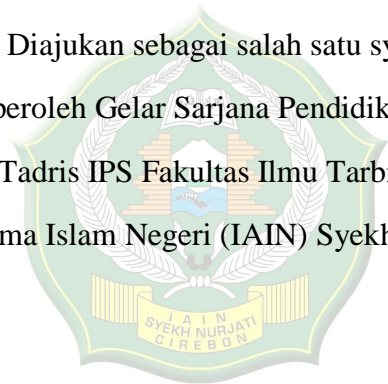 Diajukan sebagai salah satu sy
peroleh Gelar Sarjana Pendidik
Tadris IPS Fakultas Ilmu Tarb
ma Islam Negeri (IAIN) Syekh
IAIN
SYEKH NURJATI
CIREBON